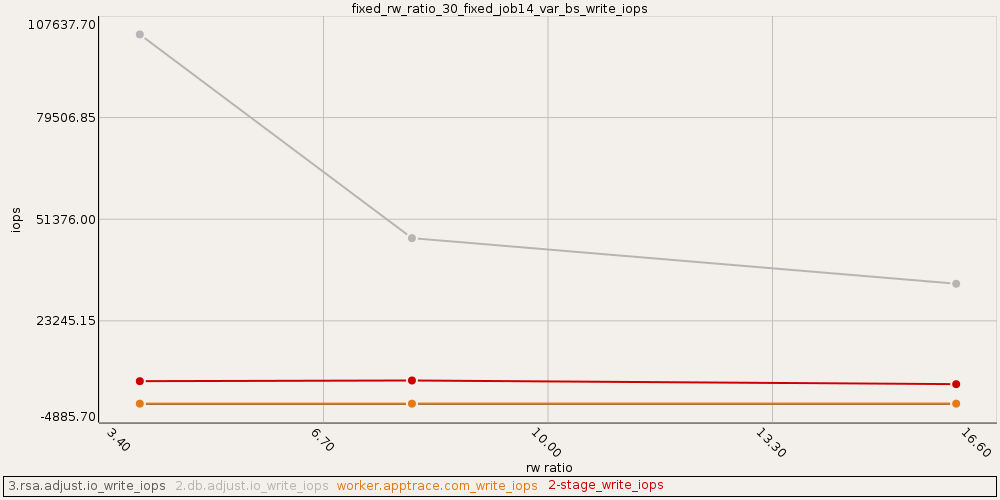 fixed_rw_ratio_30_fixed_job14_var_bs_write_iops
107637.70
79506.85
51376.00
23245.15
-4885.70
iops
3.40 6.70 10.00 13.30 16.60
rw ratio
3.rsa.adjust.io_write_iops 2.db.adjust.io_write_iops worker.apptrace.com_write_iops 2-stage_write_iops